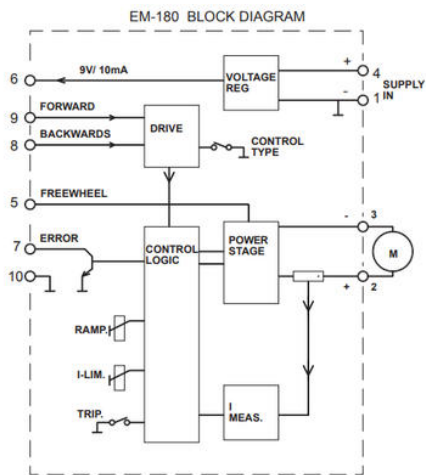 EM-180 BLOCK DIAGRAM
6
9V/ 10mA
VOLTAGE
REG
+
4
-
1
SUPPLY
IN
9
FORWARD
8
BACKWARDS
DRIVE
CONTROL
TYPE
5
FREEWHEEL
7
ERROR
10
CONTROL
LOGIC
POWER
STAGE
-
3
M
+
2
RAMP.
I-LIM.
TRIP.
I
MEAS.